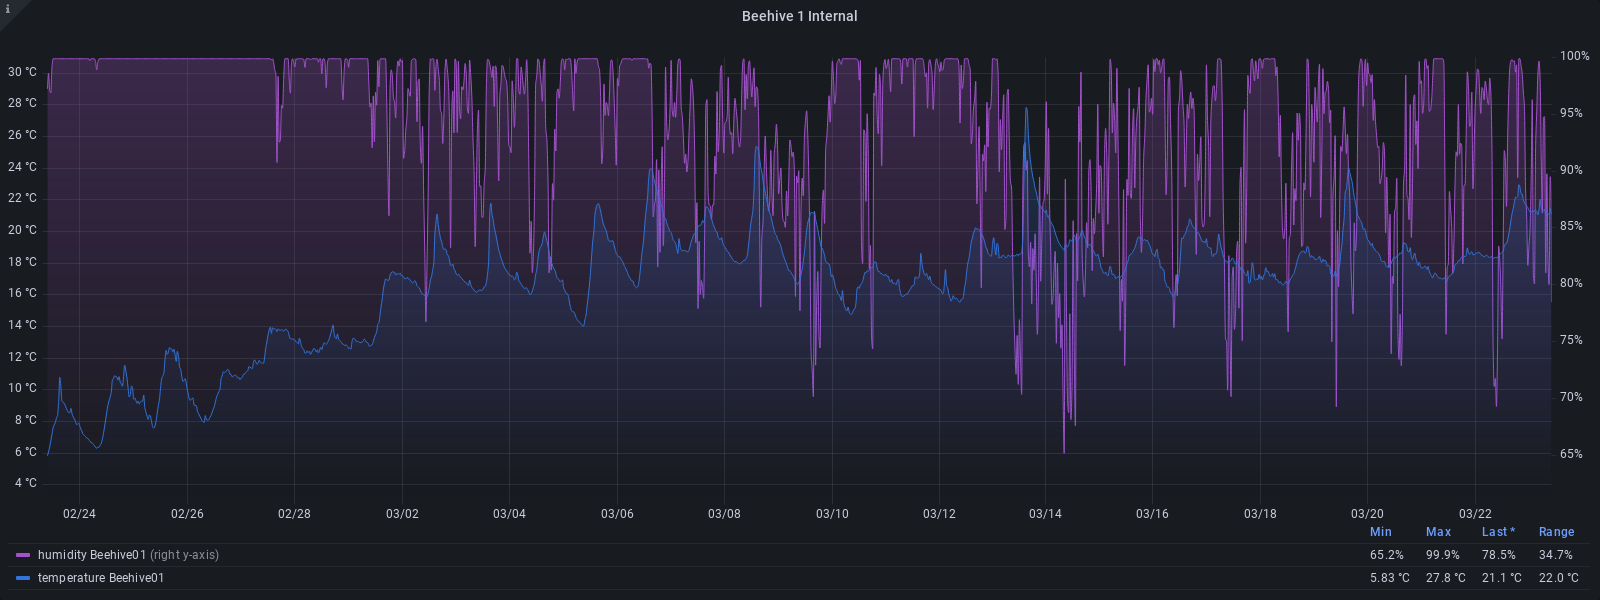 i
Beehive 1 Internal
30 °C
28 °C
26 °C
24 °C
22 °C
20 °C
18 °C
16 °C
14 °C
12 °C
10 °C
8 °C
6 °C
4 °C
100%
95%
90%
85%
80%
75%
70%
65%
02/24 02/26 02/28 03/02 03/04 03/06 03/08 03/10 03/12 03/14 03/16 03/18 03/20 03/22
Min Max Last * Range
humidity Beehive01 (right y-axis) 65.2% 99.9% 78.5% 34.7%
temperature Beehive01 5.83 °C 27.8 °C 21.1 °C 22.0 °C